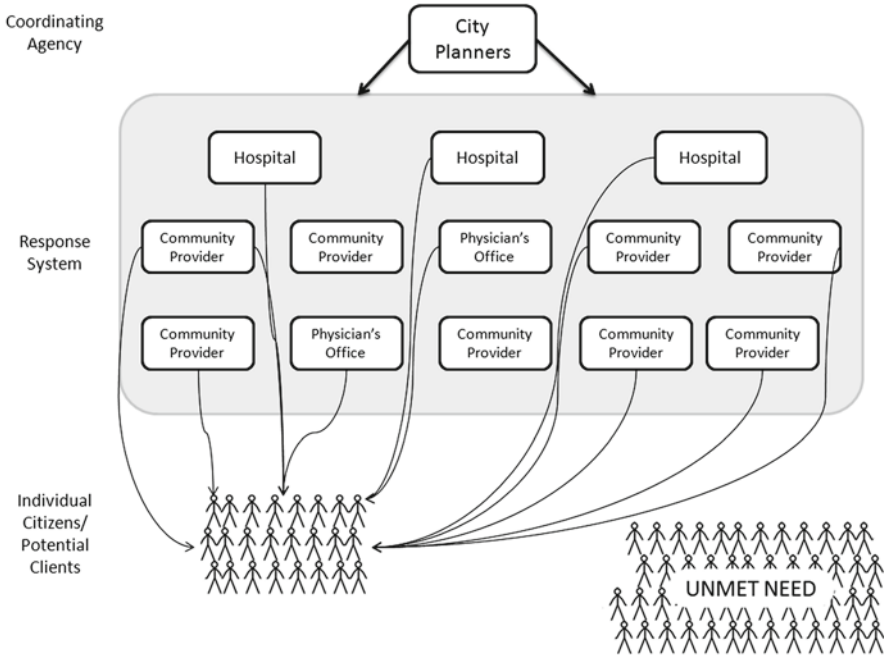 Coordinating
Agency
City
Planners
Hospital
Hospital
Hospital
Response
System
Community
Provider
Community
Provider
Physician's
Office
Community
Provider
Community
Provider
Community
Provider
Physician's
Office
Community
Provider
Community
Provider
Community
Provider
Individual
Citizens/
Potential
Clients
UNMET NEED